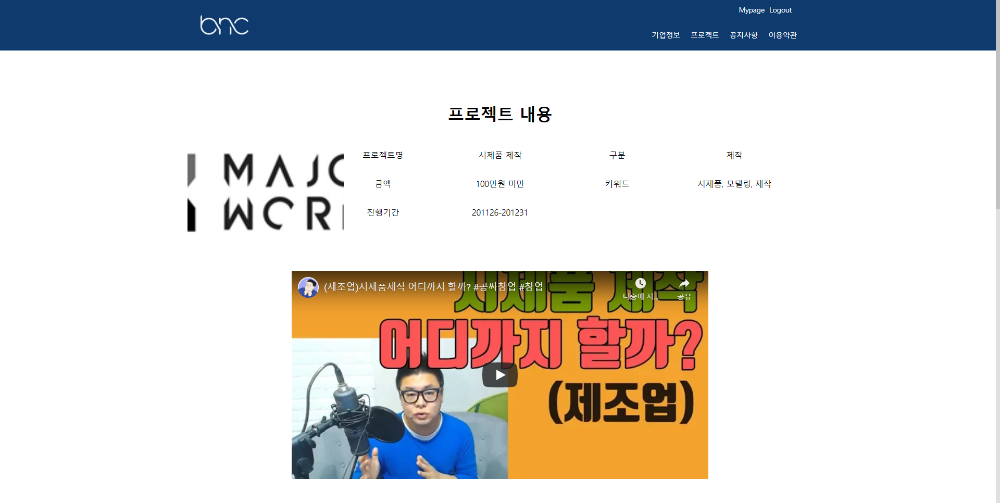 bnc
Mypage Logout
기업정보 프로젝트 공지사항 이용약관
프로젝트 내용
MAJO
WOR
프로젝트명 시제품 제작 구분 제작
금액 100만원 미만 키워드 시제품, 모델링, 제작
진행기간 201126-201231
(제조업)시제품제작 어디까지 할까? #공짜창업 #창업
나중에 시...
공유
시제품 제작
어디까지 할까?
(제조업)